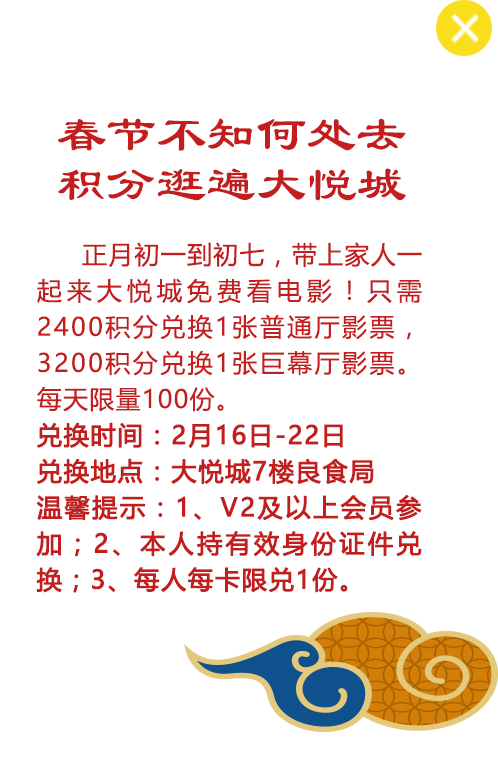 春节不知何处去
积分逛遍大悦城
正月初一到初七，带上家人一
起来大悦城免费看电影！只需
2400积分兑换1张普通厅影票，
3200积分兑换1张巨幕厅影票。
每天限量100份。
兑换时间：2月16日-22日
兑换地点：大悦城7楼良食局
温馨提示：1、V2及以上会员参
加；2、本人持有效身份证件兑
换；3、每人每卡限兑1份。